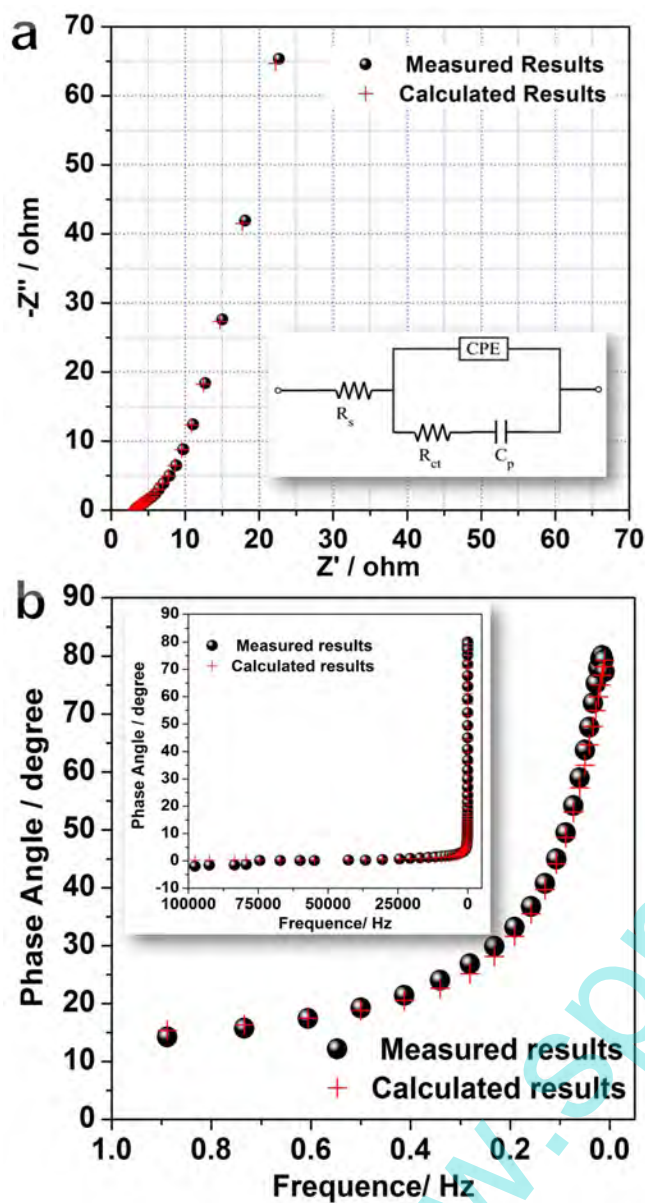 a
70
60
50
40
30
20
10
0
-Z" / ohm
Measured Results
Calculated Results
CPE
Rs
Rct
Cp
0 10 20 30 40 50 60 70
Z' / ohm
b
90
80
70
60
50
40
30
20
10
0
Phase Angle / degree
90
80
70
60
50
40
30
20
10
0
-10
Phase Angle / degree
Measured results
Calculated results
100000 75000 50000 25000 0
Frequence/ Hz
Measured results
Calculated results
1.0 0.8 0.6 0.4 0.2 0.0
Frequence/ Hz